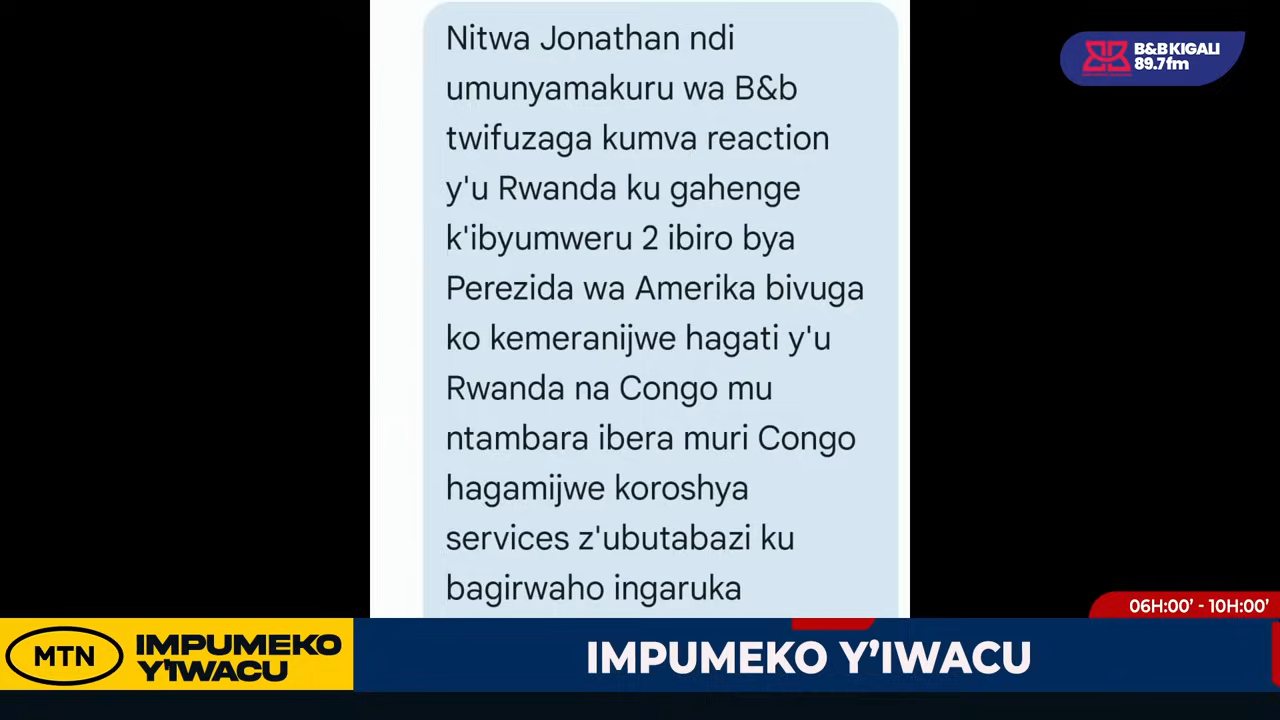 Nitwa Jonathan ndi
umunyamakuru wa B&b
twifuzaga kumva reaction
y'u Rwanda ku gahenge
k'ibyumweru 2 ibiro bya
Perezida wa Amerika bivuga
ko kemeranijwe hagati y'u
Rwanda na Congo mu
ntambara ibera muri Congo
hagamijwe koroshya
services z'ubutabazi ku
bagirwaho ingaruka
B&B KIGALI
89.7fm
06H:00' - 10H:00'
MTN
IMPUMEKO
Y'IWACU
IMPUMEKO Y’IWACU